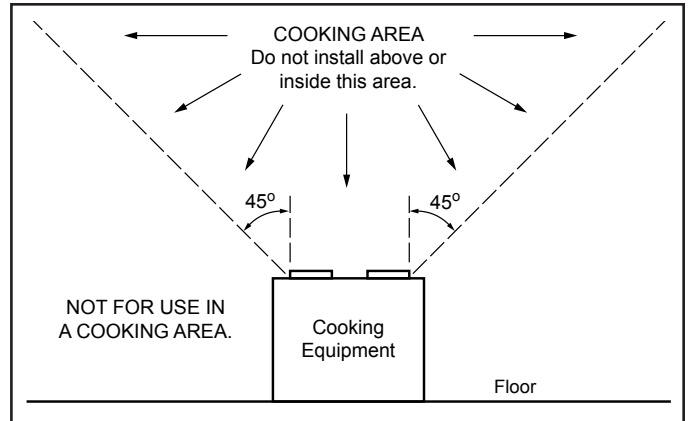 COOKING AREA
Do not install above or
inside this area.
45º
45º
NOT FOR USE IN
A COOKING AREA.
Cooking
Equipment
Floor